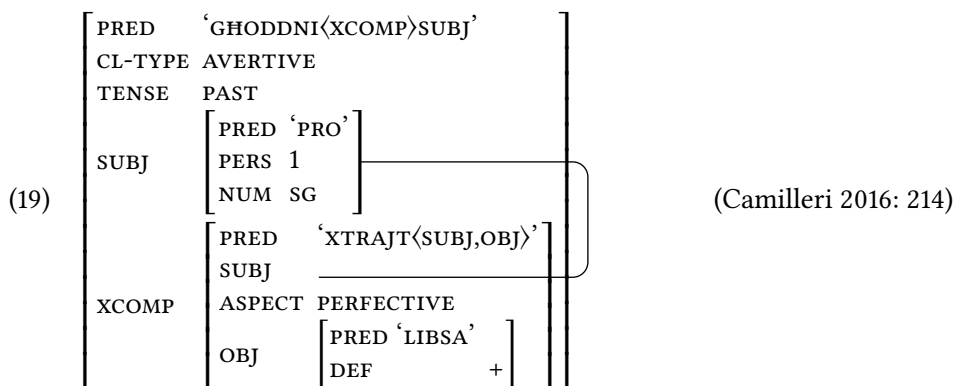 PRED ‘GĦODDNI⟨XCOMP⟩SUBJ’
CL-TYPE AVERTIVE
TENSE PAST
SUBJ
PRED ‘PRO’
PERS 1
NUM SG
(19)
(Camilleri 2016: 214)
XCOMP
PRED ‘XTRAJT⟨SUBJ,OBJ⟩’
SUBJ
ASPECT PERFECTIVE
OBJ
PRED ‘LIBSA’
DEF +